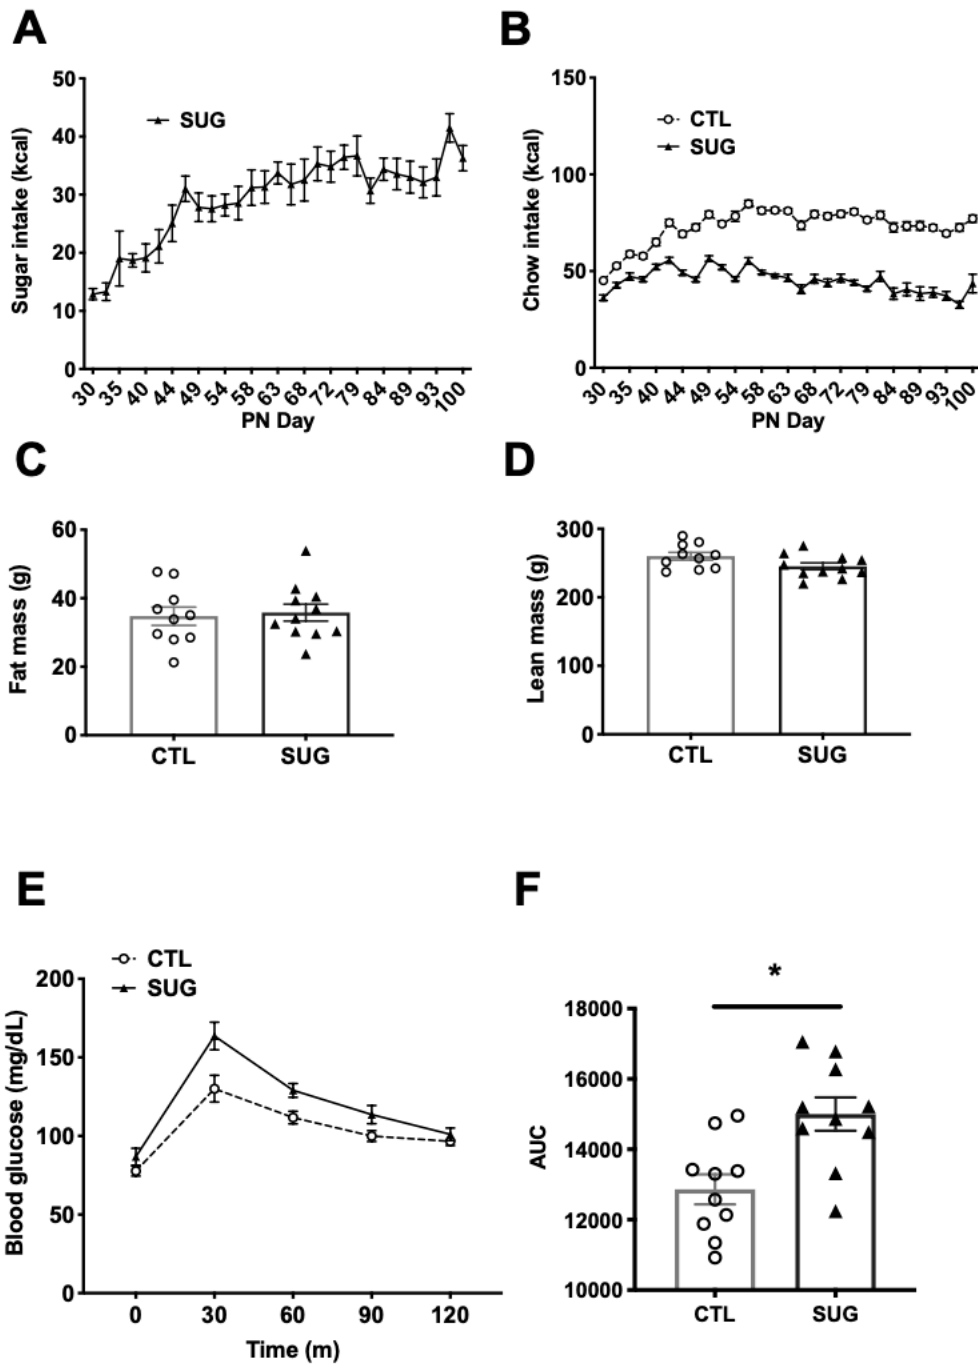 A
Sugar intake (kcal)
50
40
30
20
10
0
SUG
30 35 40 44 49 54 58 63 68 72 79 84 89 93 100
PN Day
B
Chow intake (kcal)
150
100
50
0
CTL
SUG
30 35 40 44 49 54 58 63 68 72 79 84 89 93 100
PN Day
C
Fat mass (g)
60
40
20
0
CTL SUG
D
Lean mass (g)
300
200
100
0
CTL SUG
E
Blood glucose (mg/dL)
CTL
SUG
200
150
100
50
0
0 30 60 90 120
Time (m)
F
*
AUC
18000
16000
14000
12000
10000
CTL SUG